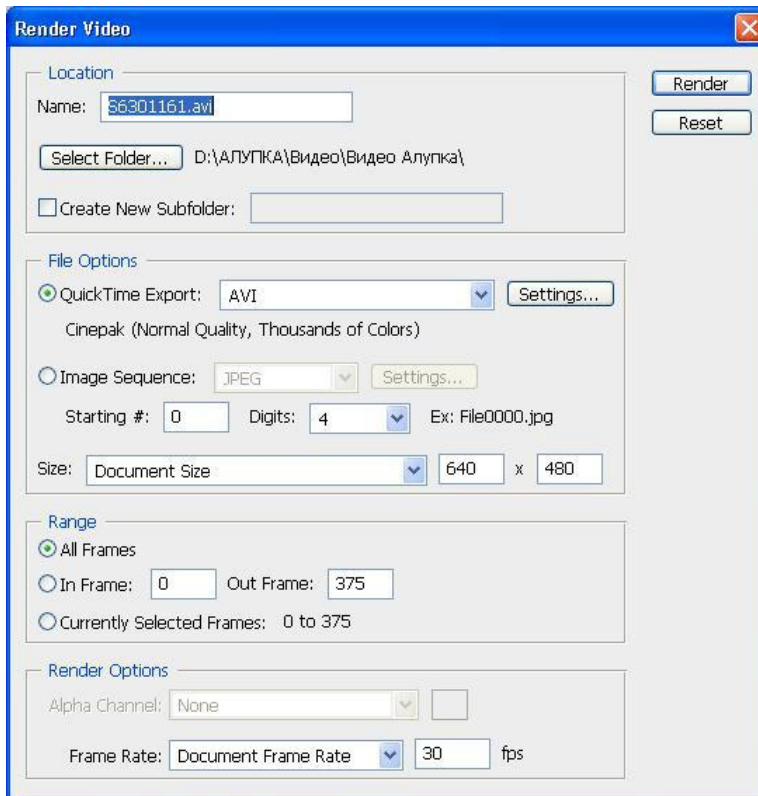 Render Video
Location
Render
Name: S6301161.avi
Reset
Select Folder... D:\АЛУПКА\Видео\Видео Алупка\
Create New Subfolder:
File Options
QuickTime Export: AVI Settings...
Cinepak (Normal Quality, Thousands of Colors)
Image Sequence: JPEG Settings...
Starting #: 0 Digits: 4 Ex: File0000.jpg
Size: Document Size 640 x 480
Range
All Frames
In Frame: 0 Out Frame: 375
Currently Selected Frames: 0 to 375
Render Options
Alpha Channel: None
Frame Rate: Document Frame Rate 30 fps